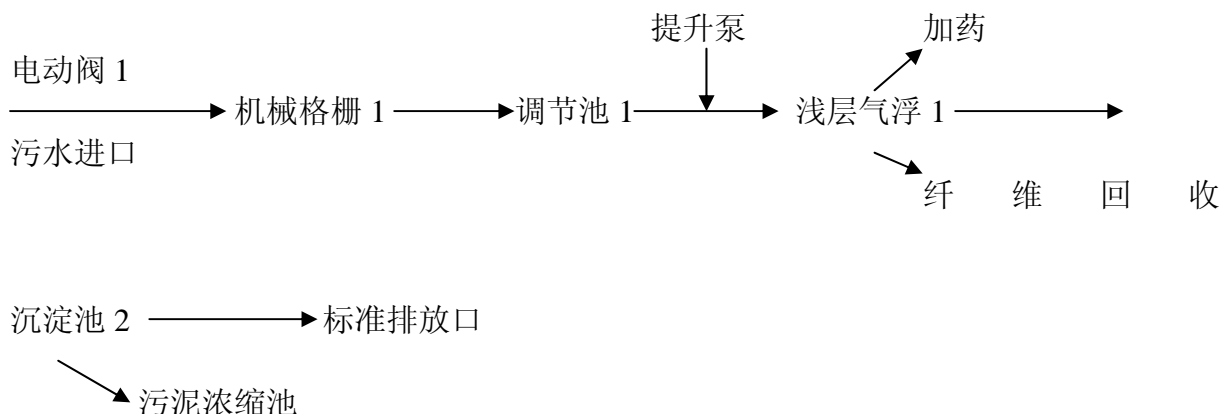 提升泵
加药
电动阀 1
机械格栅 1
调节池 1
浅层气浮 1
污水进口
纤 维 回 收
沉淀池 2
标准排放口
污泥浓缩池